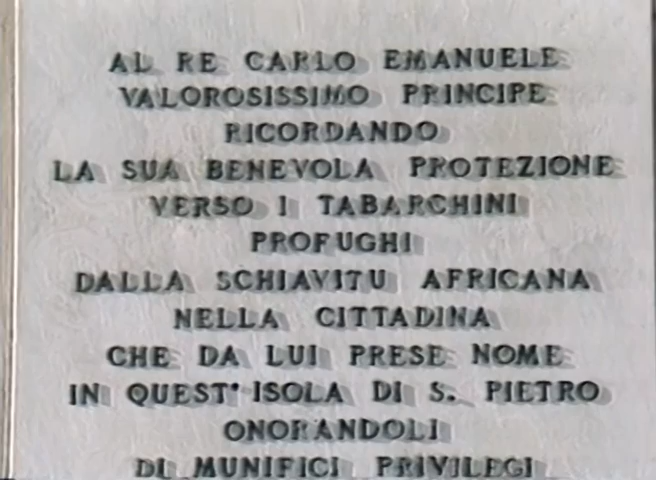 AL RE CARLO EMANUELE
VALOROSISSIMO PRINCIPE
RICORDANDO
LA SUA BENEVOLA PROTEZIONE
VERSO I TABARCHINI
PROFUGHI
DALLA SCHIAVITU AFRICANA
NELLA CITTADINA
CHE DA LUI PRESE NOME
IN QUEST'ISOLA DI S. PIETRO
ONORANDOLI
DI MUNIFICI PRIVILEGI